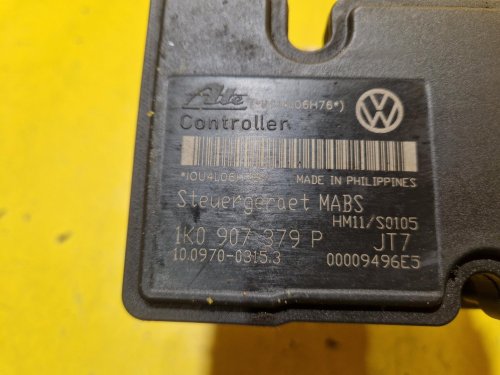 Ate
Controller
MADE IN PHILIPPINES
Steuergeraet MABS
HM11/S0105
1K0 907 379 P JT7
10.0970-0315.3 00009496E5